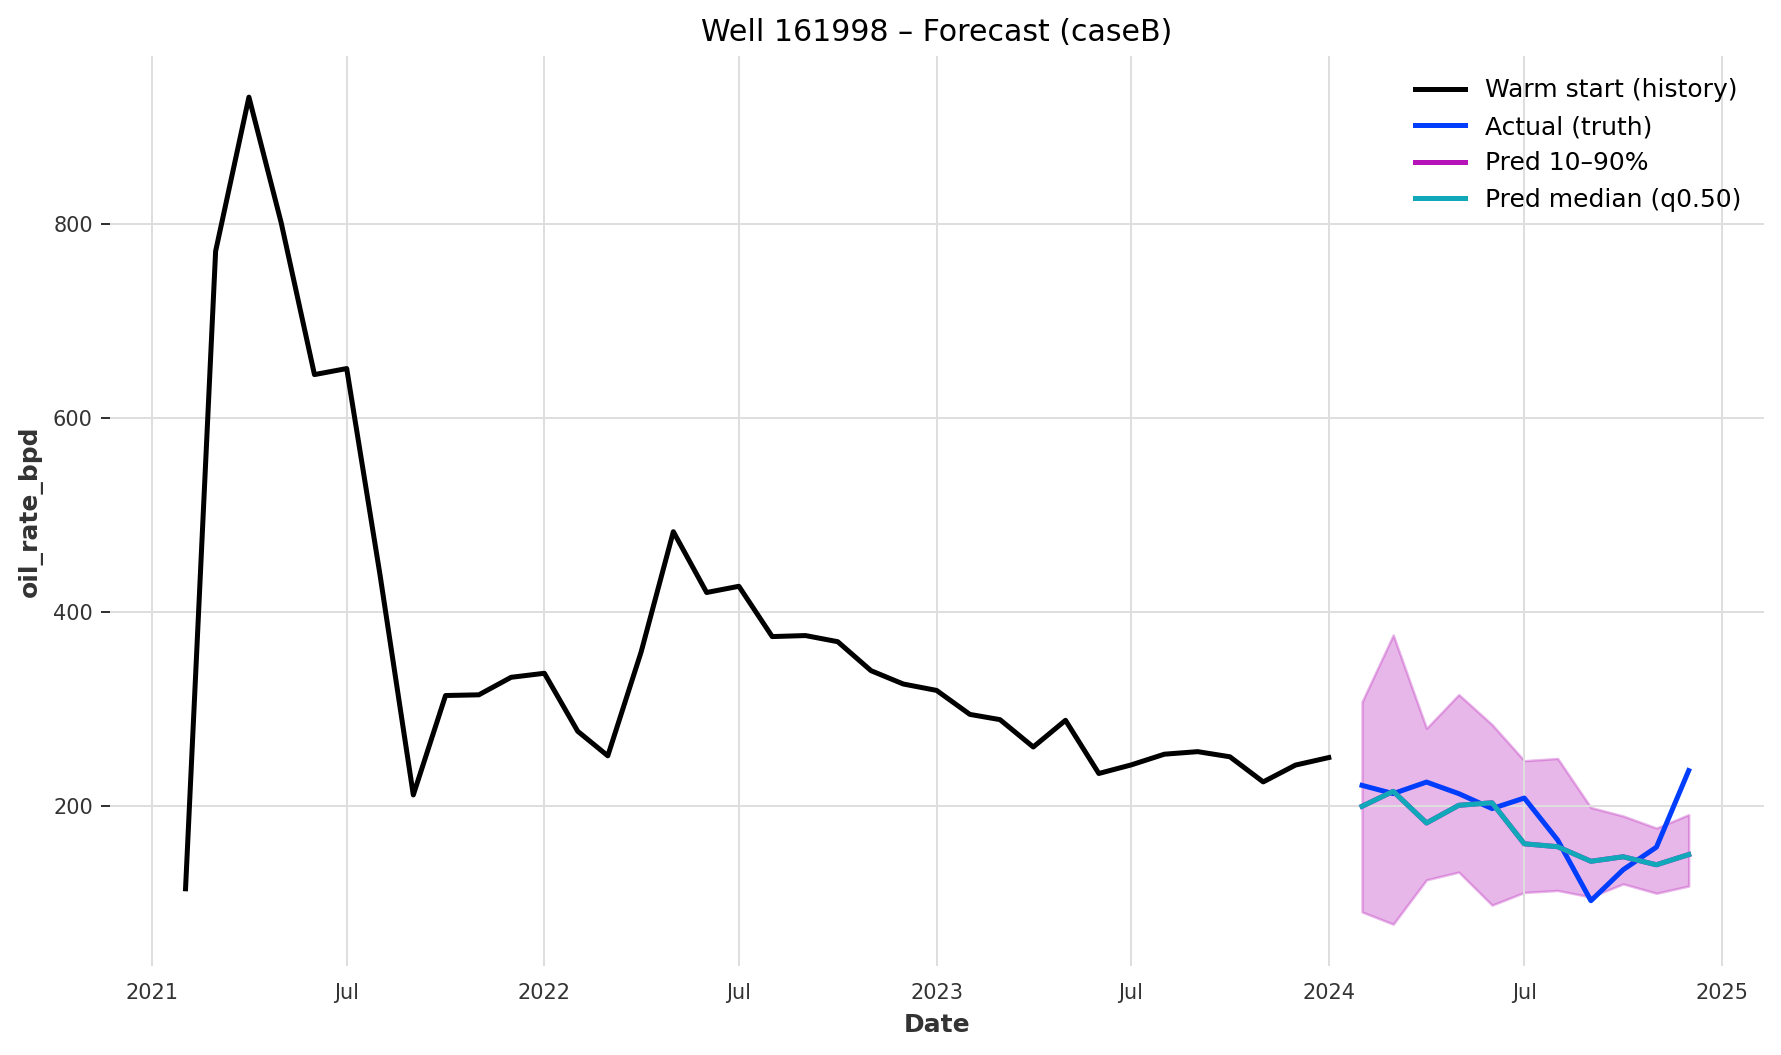 Well 161998 – Forecast (caseB)
Warm start (history)
Actual (truth)
Pred 10–90%
Pred median (q0.50)
oil_rate_bpd
800
600
400
200
2021
Jul
2022
Jul
2023
Jul
2024
Jul
2025
Date